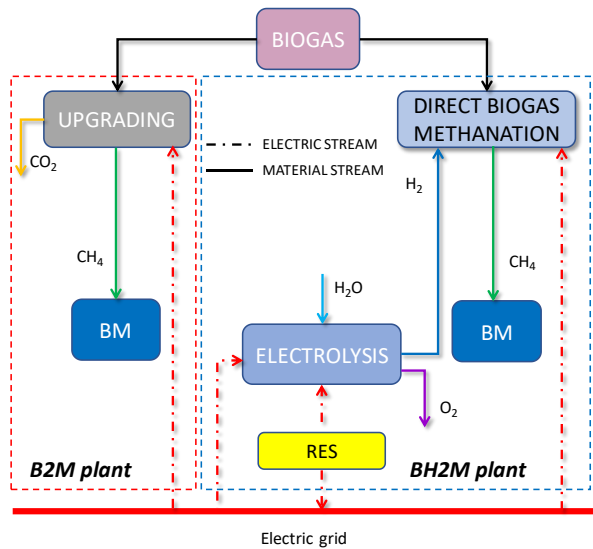 BIOGAS
UPGRADING
DIRECT BIOGAS
METHANATION
ELECTRIC STREAM
MATERIAL STREAM
CO2
H2
CH4
CH4
H2O
BM
BM
ELECTROLYSIS
O2
RES
B2M plant
BH2M plant
Electric grid